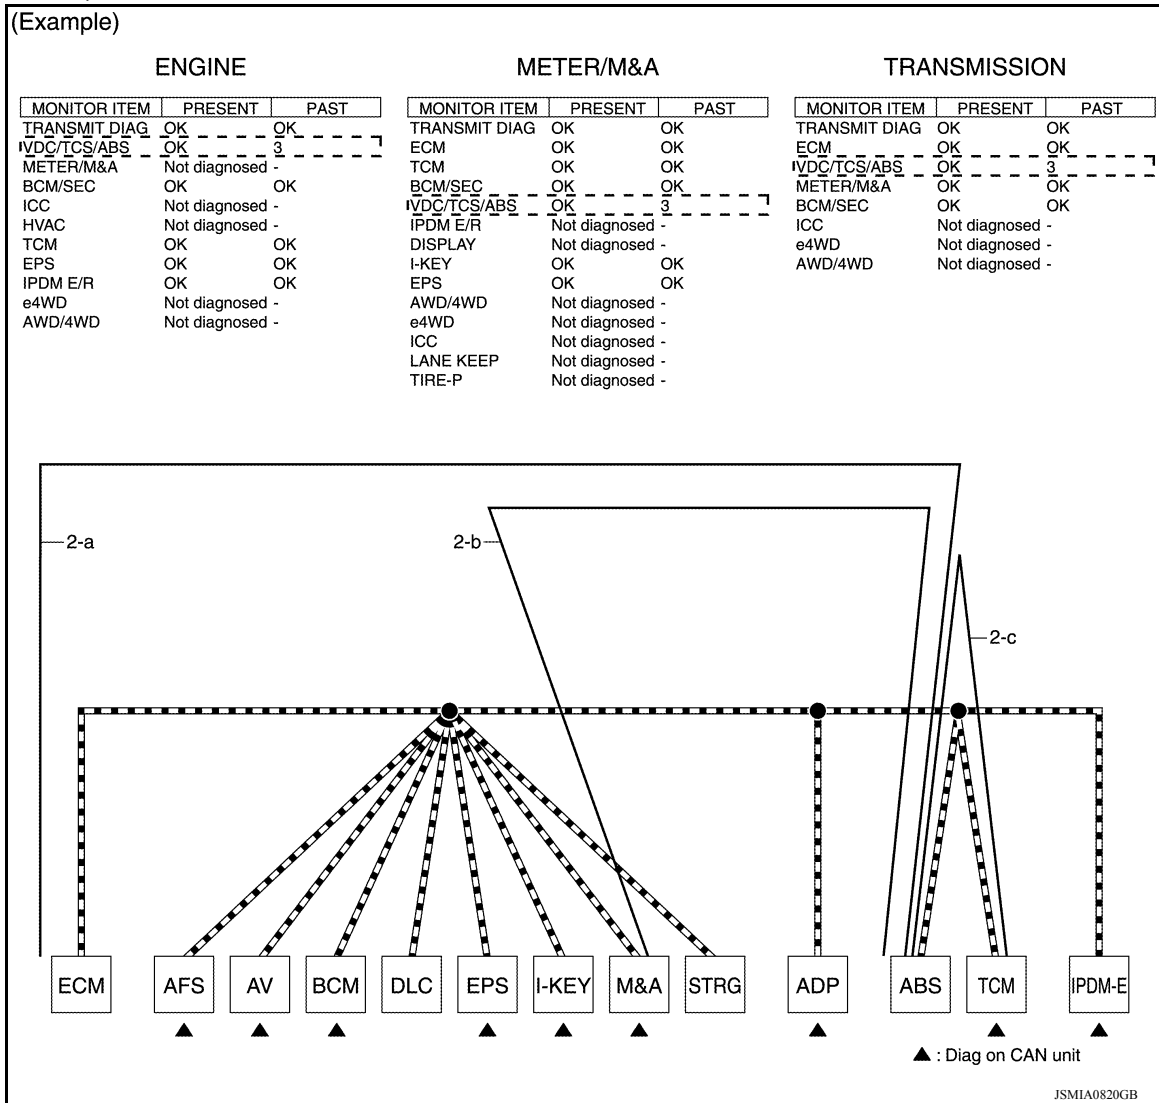 (Example)
ENGINE
MONITOR ITEM PRESENT PAST
TRANSMIT DIAG OK OK
VDC/TCS/ABS OK 3
METER/M&A Not diagnosed -
BCM/SEC OK OK
ICC Not diagnosed -
HVAC Not diagnosed -
TCM OK OK
EPS OK OK
IPDM E/R OK OK
e4WD Not diagnosed -
AWD/4WD Not diagnosed -
METER/M&A
MONITOR ITEM PRESENT PAST
TRANSMIT DIAG OK OK
ECM OK OK
TCM OK OK
BCM/SEC OK OK
VDC/TCS/ABS OK 3
IPDM E/R Not diagnosed -
DISPLAY Not diagnosed -
I-KEY OK OK
EPS OK OK
AWD/4WD Not diagnosed -
e4WD Not diagnosed -
ICC Not diagnosed -
LANE KEEP Not diagnosed -
TIRE-P Not diagnosed -
TRANSMISSION
MONITOR ITEM PRESENT PAST
TRANSMIT DIAG OK OK
ECM OK OK
VDC/TCS/ABS OK 3
METER/M&A OK OK
BCM/SEC OK OK
ICC Not diagnosed -
e4WD Not diagnosed -
AWD/4WD Not diagnosed -
2-a
2-b
2-c
ECM AFS AV BCM DLC EPS I-KEY M&A STRG ADP ABS TCM IPDM-E
▲ : Diag on CAN unit
JSMIA0820GB